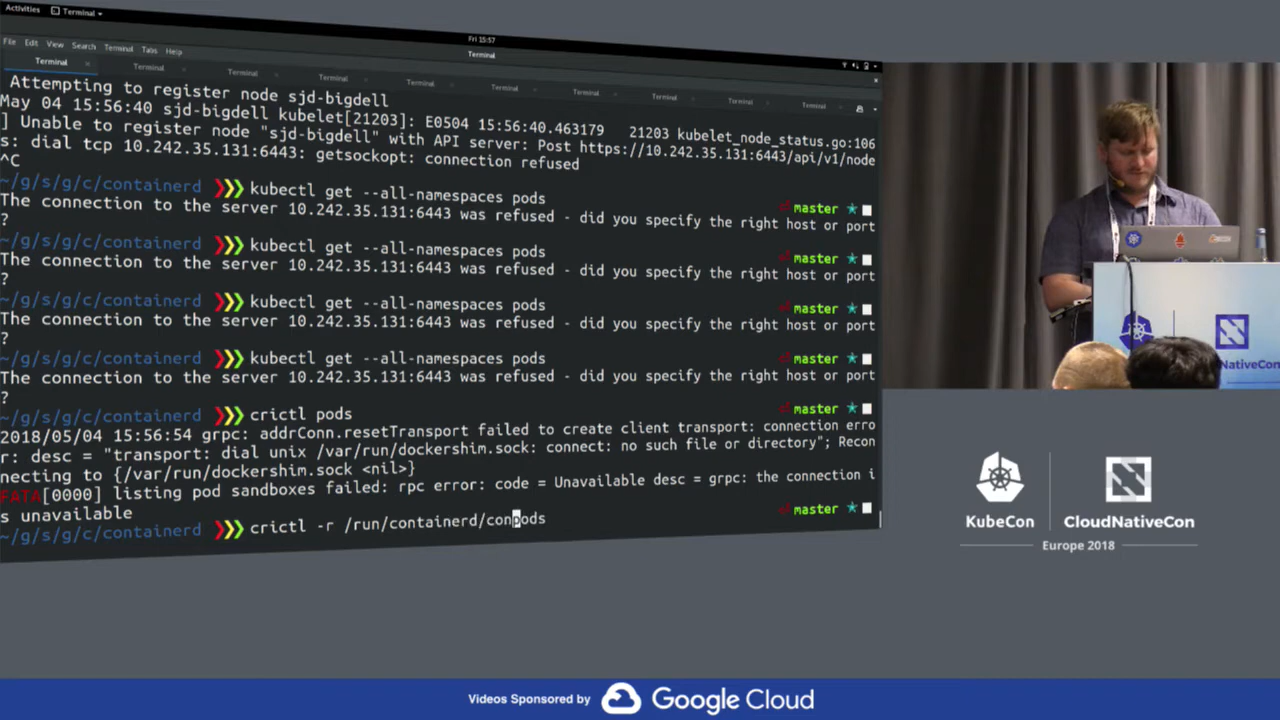 Activities Terminal
Fri 15:57
Terminal
File Edit View Search Terminal Tabs Help
Terminal Terminal Terminal Terminal Terminal Terminal Terminal Terminal Terminal Terminal
Attempting to register node sjd-bigdell
May 04 15:56:40 sjd-bigdell kubelet[21203]: E0504 15:56:40.463179 21203 kubelet_node_status.go:106
] Unable to register node "sjd-bigdell" with API server: Post https://10.242.35.131:6443/api/v1/node
s: dial tcp 10.242.35.131:6443: getsockopt: connection refused
^C
~/g/s/g/c/containerd ❯❯❯ kubectl get --all-namespaces pods
master
The connection to the server 10.242.35.131:6443 was refused - did you specify the right host or port
?
~/g/s/g/c/containerd ❯❯❯ kubectl get --all-namespaces pods
master
The connection to the server 10.242.35.131:6443 was refused - did you specify the right host or port
?
~/g/s/g/c/containerd ❯❯❯ kubectl get --all-namespaces pods
master
The connection to the server 10.242.35.131:6443 was refused - did you specify the right host or port
?
~/g/s/g/c/containerd ❯❯❯ kubectl get --all-namespaces pods
master
The connection to the server 10.242.35.131:6443 was refused - did you specify the right host or port
?
~/g/s/g/c/containerd ❯❯❯ crictl pods
master
2018/05/04 15:56:54 grpc: addrConn.resetTransport failed to create client transport: connection erro
r: desc = "transport: dial unix /var/run/dockershim.sock: connect: no such file or directory"; Recon
necting to {/var/run/dockershim.sock <nil>}
FATA[0000] listing pod sandboxes failed: rpc error: code = Unavailable desc = grpc: the connection i
s unavailable
~/g/s/g/c/containerd ❯❯❯ crictl -r /run/containerd/conpods
master
CloudNativeCon
KubeCon
CloudNativeCon
Europe 2018
Videos Sponsored by Google Cloud